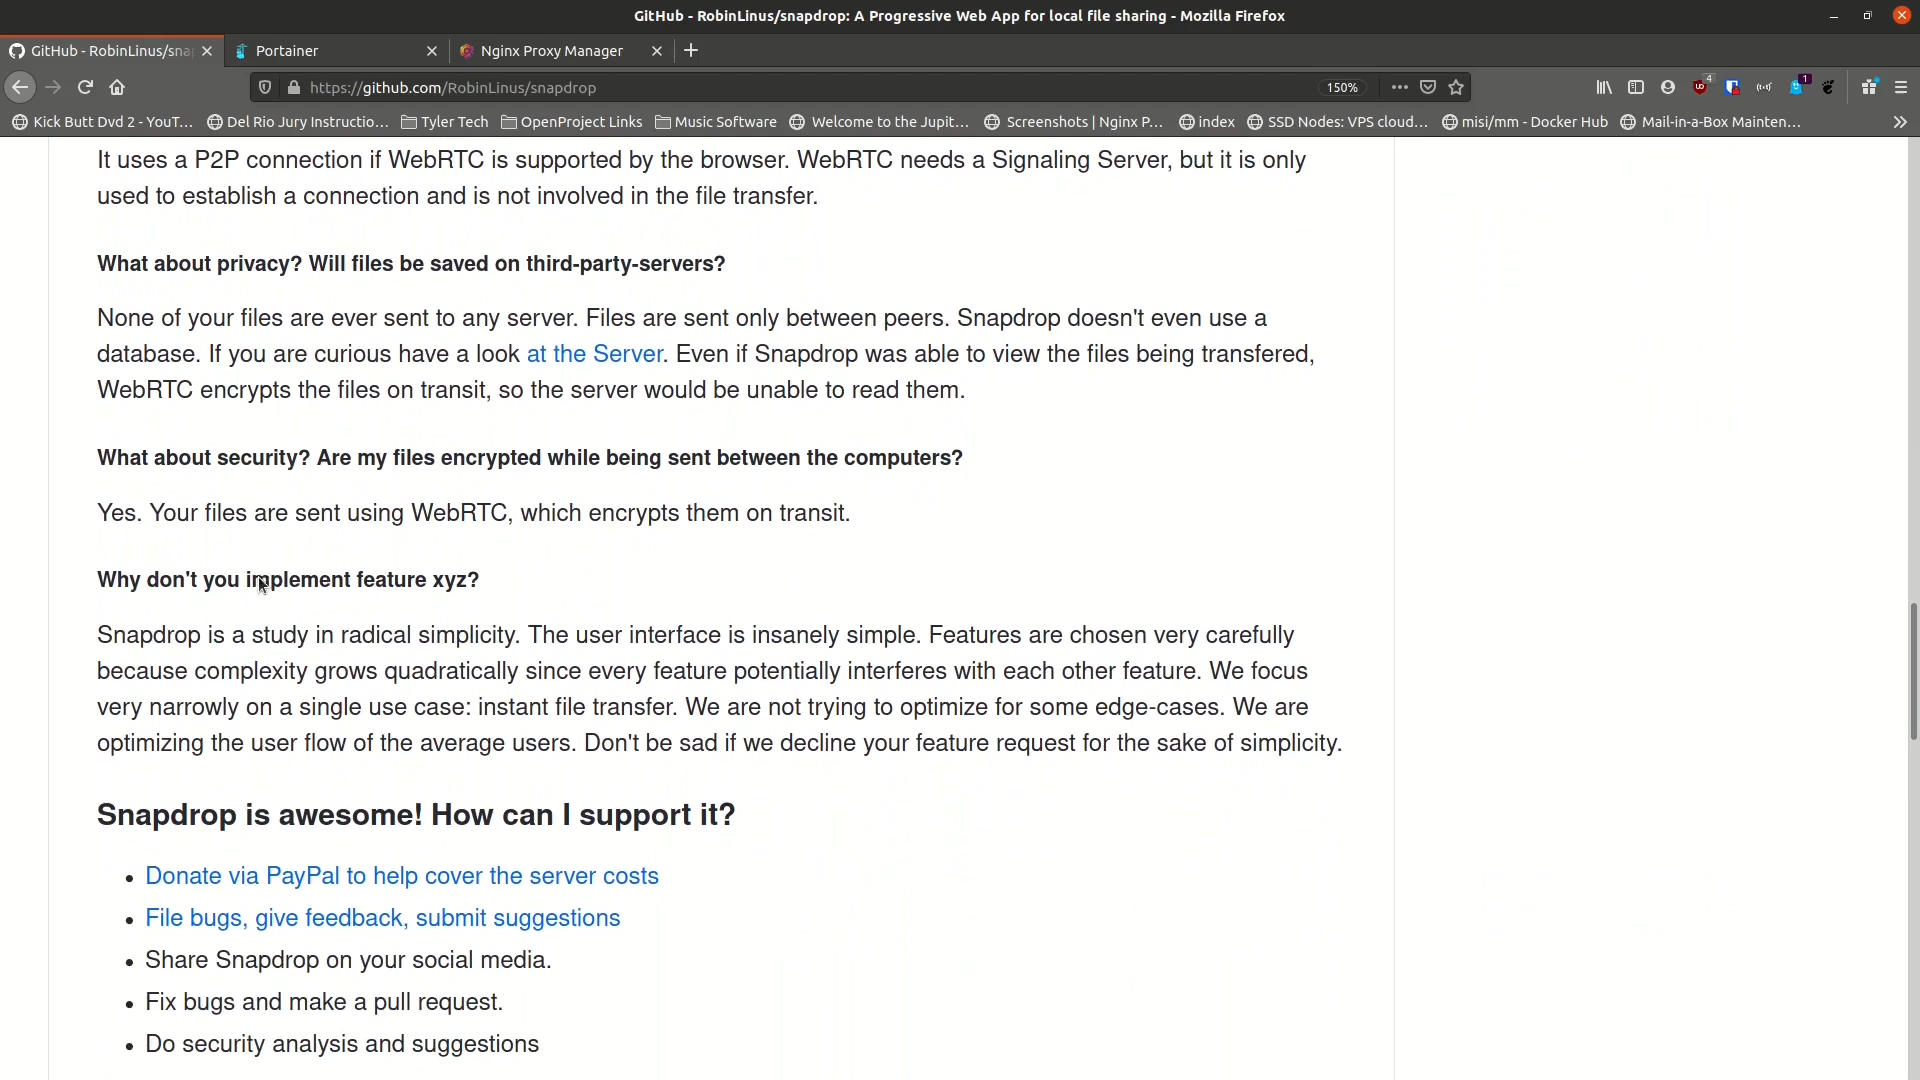 GitHub - RobinLinus/snapdrop: A Progressive Web App for local file sharing - Mozilla Firefox
GitHub - RobinLinus/snap
Portainer
Nginx Proxy Manager
https://github.com/RobinLinus/snapdrop
150%
4
1
Kick Butt Dvd 2 - YouT...
Del Rio Jury Instructio...
Tyler Tech
OpenProject Links
Music Software
Welcome to the Jupit...
Screenshots | Nginx P...
index
SSD Nodes: VPS cloud...
misi/mm - Docker Hub
Mail-in-a-Box Mainten...
It uses a P2P connection if WebRTC is supported by the browser. WebRTC needs a Signaling Server, but it is only
used to establish a connection and is not involved in the file transfer.
What about privacy? Will files be saved on third-party-servers?
None of your files are ever sent to any server. Files are sent only between peers. Snapdrop doesn't even use a
database. If you are curious have a look at the Server. Even if Snapdrop was able to view the files being transfered,
WebRTC encrypts the files on transit, so the server would be unable to read them.
What about security? Are my files encrypted while being sent between the computers?
Yes. Your files are sent using WebRTC, which encrypts them on transit.
Why don't you implement feature xyz?
Snapdrop is a study in radical simplicity. The user interface is insanely simple. Features are chosen very carefully
because complexity grows quadratically since every feature potentially interferes with each other feature. We focus
very narrowly on a single use case: instant file transfer. We are not trying to optimize for some edge-cases. We are
optimizing the user flow of the average users. Don't be sad if we decline your feature request for the sake of simplicity.
Snapdrop is awesome! How can I support it?
• Donate via PayPal to help cover the server costs
• File bugs, give feedback, submit suggestions
• Share Snapdrop on your social media.
• Fix bugs and make a pull request.
• Do security analysis and suggestions